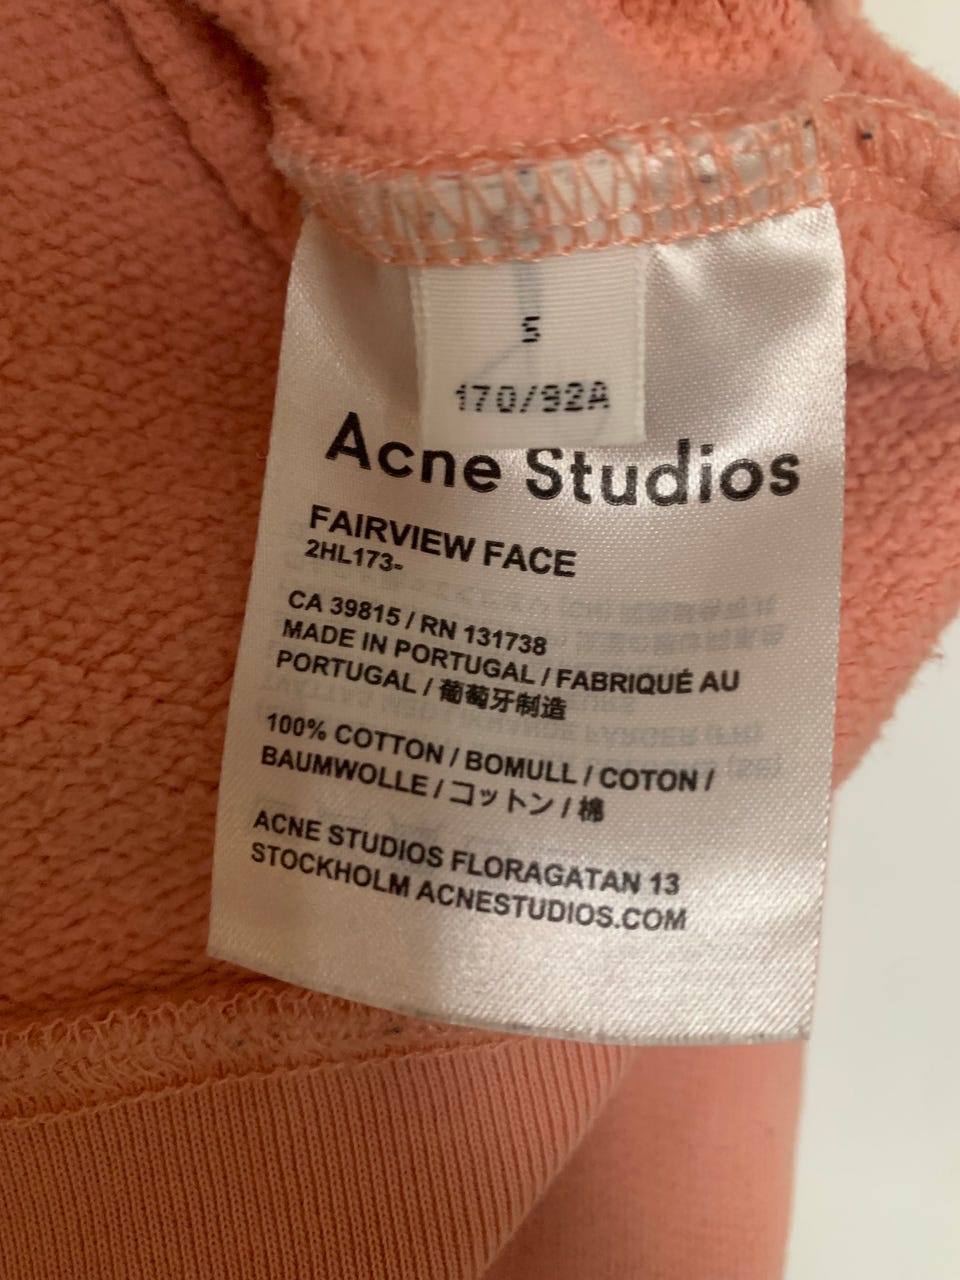 S
170/92A
Acne Studios
FAIRVIEW FACE
2HL173-
CA 39815 / RN 131738
MADE IN PORTUGAL / FABRIQUÉ AU
PORTUGAL / 葡萄牙制造
100% COTTON / BOMULL / COTON /
BAUMWOLLE / コットン / 棉
ACNE STUDIOS FLORAGATAN 13
STOCKHOLM ACNESTUDIOS.COM